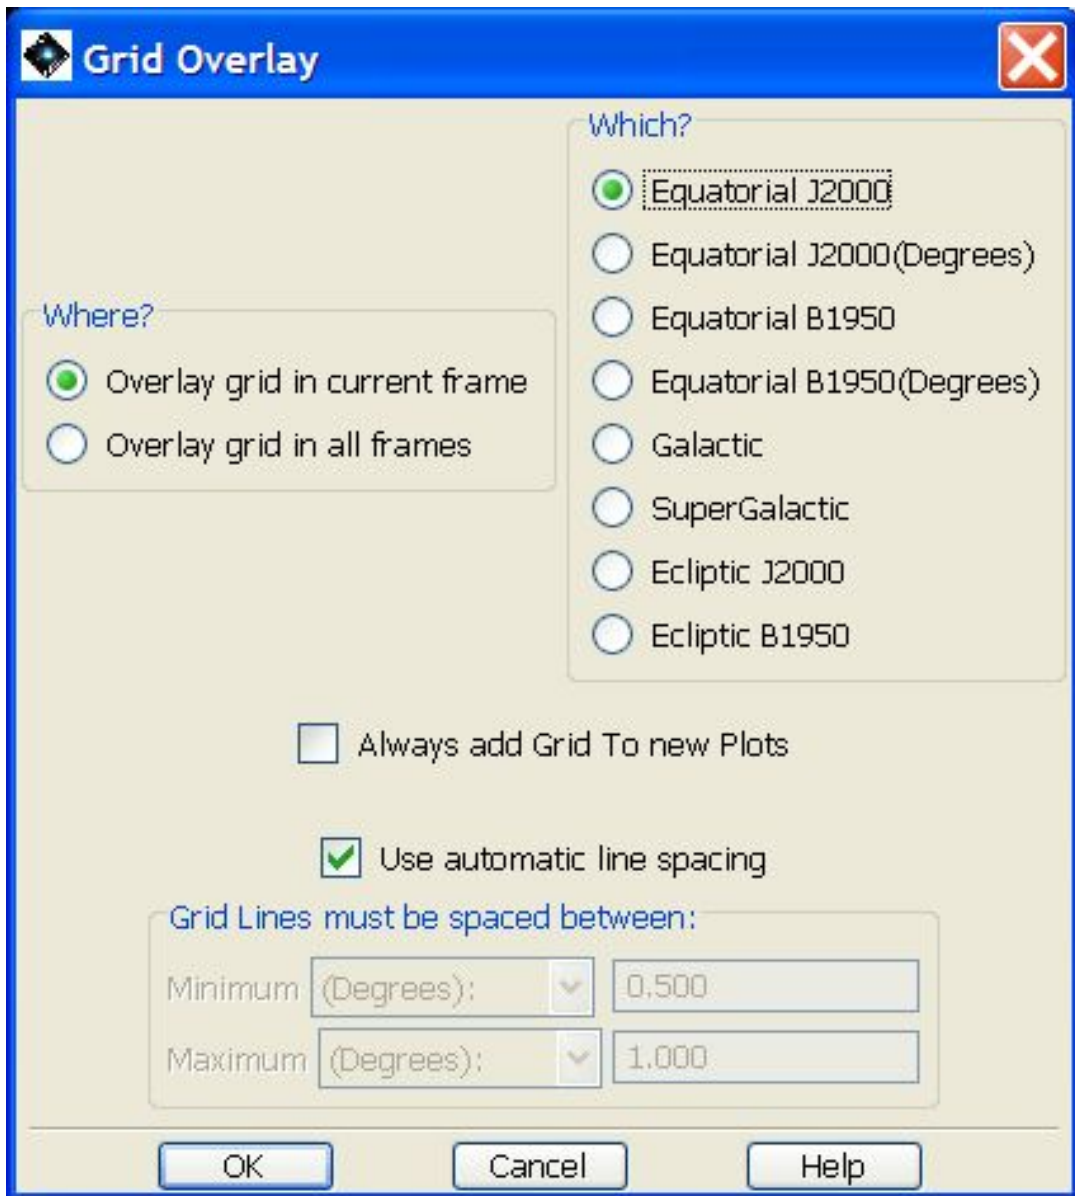 Grid Overlay
Which?
Equatorial J2000
Equatorial J2000(Degrees)
Equatorial B1950
Equatorial B1950(Degrees)
Galactic
SuperGalactic
Ecliptic J2000
Ecliptic B1950
Where?
Overlay grid in current frame
Overlay grid in all frames
Always add Grid To new Plots
Use automatic line spacing
Grid Lines must be spaced between:
Minimum (Degrees): 0.500
Maximum (Degrees): 1.000
OK Cancel Help